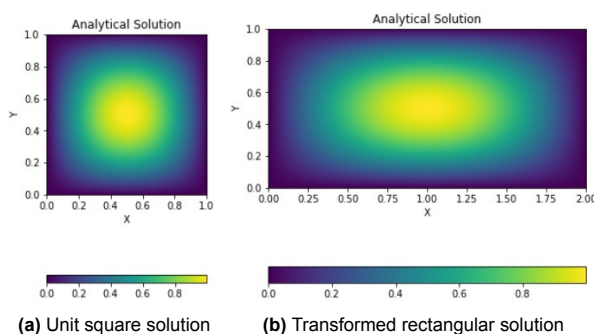 Analytical Solution
1.0
0.8
0.6
0.4
0.2
0.0
Y
0.0 0.2 0.4 0.6 0.8 1.0
X
0.0 0.2 0.4 0.6 0.8
(a) Unit square solution
Analytical Solution
1.0
0.8
0.6
0.4
0.2
0.0
Y
0.00 0.25 0.50 0.75 1.00 1.25 1.50 1.75 2.00
X
0.0 0.2 0.4 0.6 0.8
(b) Transformed rectangular solution